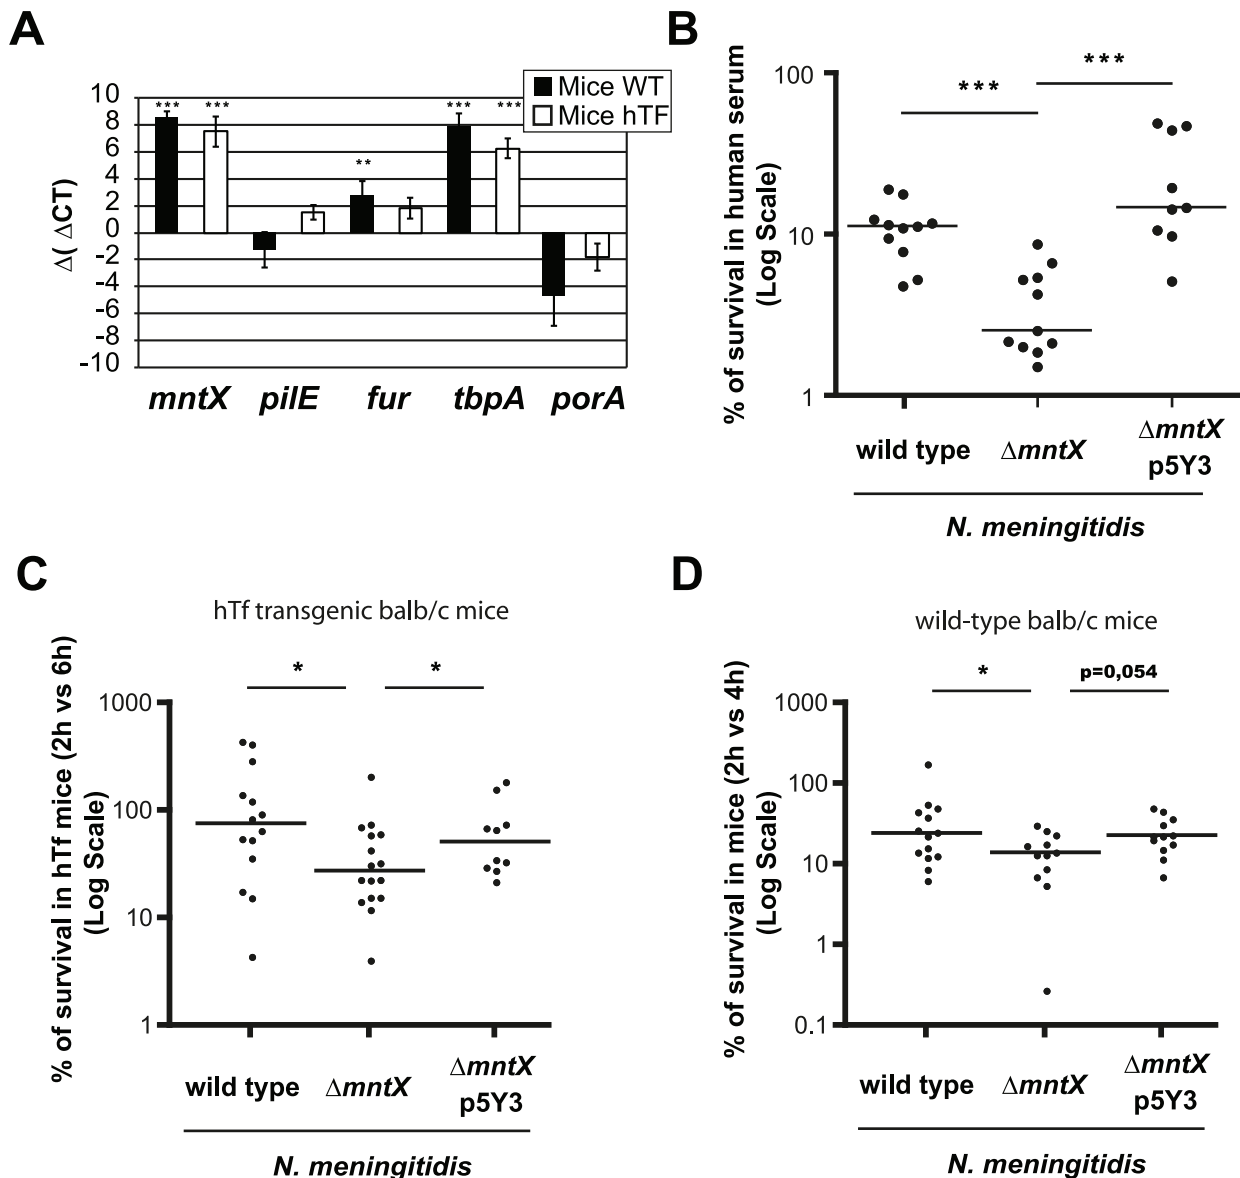 A
Mice WT
Mice hTF
10
8
6
4
2
0
-2
-4
-6
-8
-10
Δ( ΔCT)
*** *** ** *** ***
mntX pilE fur tbpA porA
B
% of survival in human serum
(Log Scale)
100
10
1
*** ***
wild type ΔmntX ΔmntX
p5Y3
N. meningitidis
C
hTf transgenic balb/c mice
% of survival in hTf mice (2h vs 6h)
(Log Scale)
1000
100
10
1
* *
wild type ΔmntX ΔmntX
p5Y3
N. meningitidis
D
wild-type balb/c mice
% of survival in mice (2h vs 4h)
(Log Scale)
1000
100
10
1
0.1
* p=0,054
wild type ΔmntX ΔmntX
p5Y3
N. meningitidis